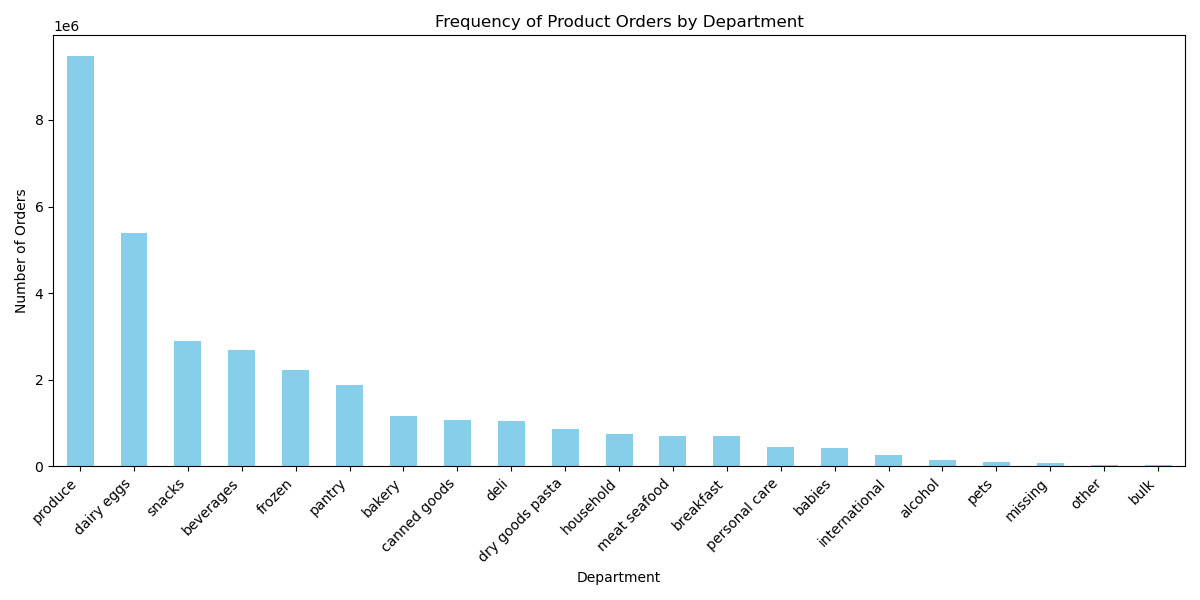 Frequency of Product Orders by Department
1e6
8
6
4
2
0
Number of Orders
produce
dairy eggs
snacks
beverages
frozen
pantry
bakery
canned goods
deli
dry goods pasta
household
meat seafood
breakfast
personal care
babies
international
alcohol
pets
missing
other
bulk
Department